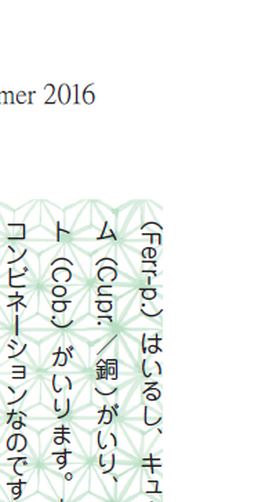 mer 2016
（Ferr-p.）はいるし、キュ
ム（Cupr.／銅）がいり、
ト（Cob.）がいります。
コンビネーションなのです